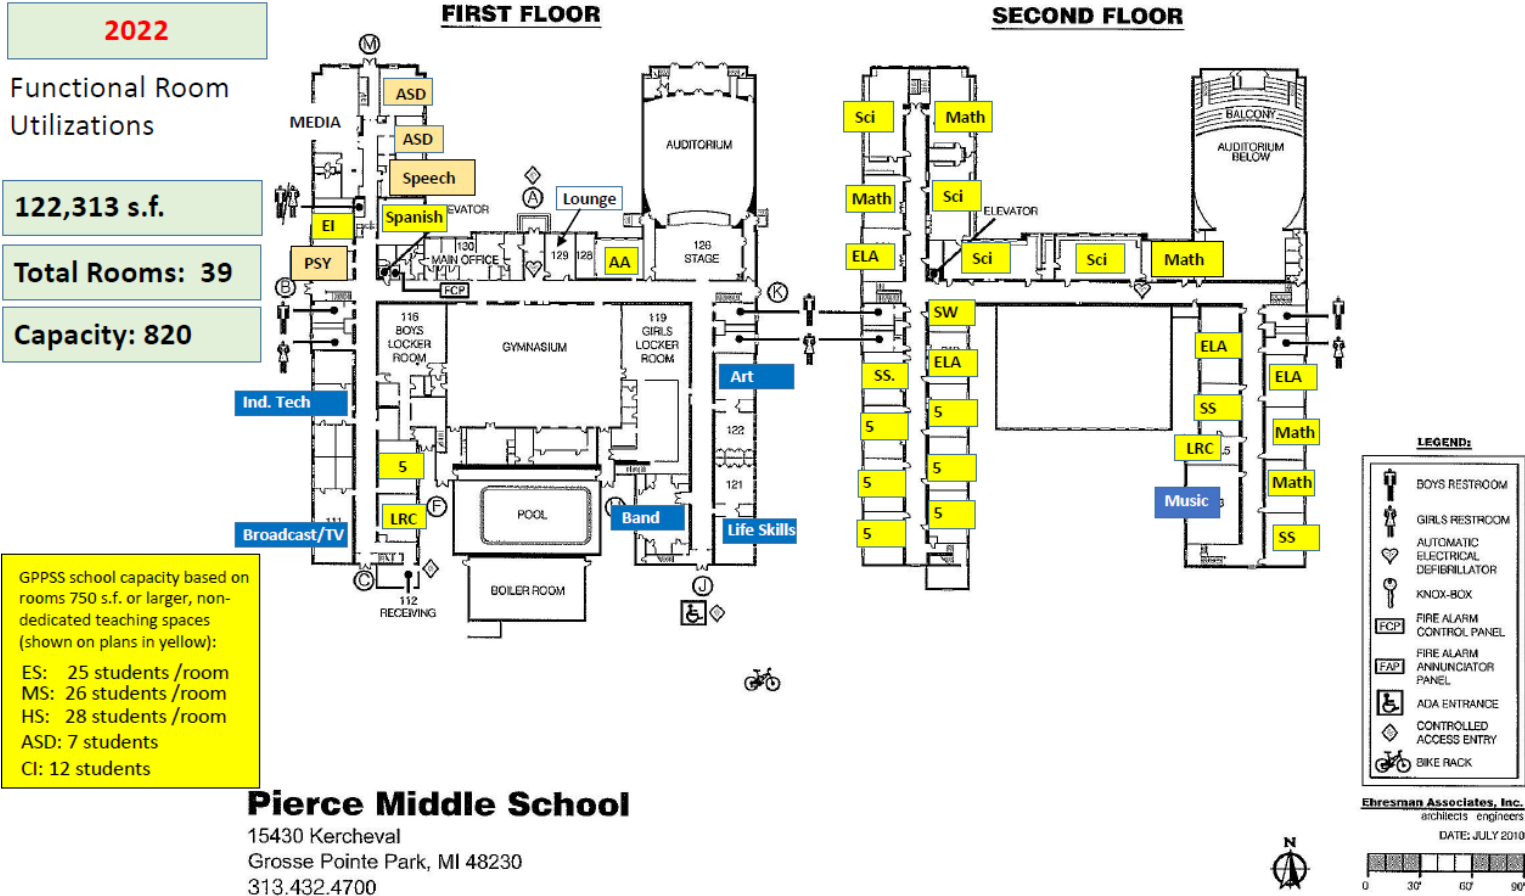 2022
Functional Room
Utilizations
122,313 s.f.
Total Rooms: 39
Capacity: 820
FIRST FLOOR
SECOND FLOOR
M
ASD
MEDIA
ASD
Speech
AUDITORIUM
A
Lounge
Spanish
EVATOR
EI
130
MAIN OFFICE
129
128
AA
126
STAGE
PSY
B
FCP
K
116
BOYS
LOCKER
ROOM
GYMNASIUM
119
GIRLS
LOCKER
ROOM
Art
Ind. Tech
122
5
121
LRC
F
POOL
Band
Life Skills
Broadcast/TV
C
112
RECEIVING
BOILER ROOM
J
Sci
Math
BALCONY
AUDITORIUM
BELOW
Math
Sci
ELEVATOR
ELA
Sci
Sci
Math
SW
ELA
ELA
SS.
ELA
SS
5
5
Math
LRC
5
5
Math
Music
5
5
SS
GPPSS school capacity based on
rooms 750 s.f. or larger, non-
dedicated teaching spaces
(shown on plans in yellow):
ES: 25 students /room
MS: 26 students /room
HS: 28 students /room
ASD: 7 students
CI: 12 students
LEGEND:
BOYS RESTROOM
GIRLS RESTROOM
AUTOMATIC
ELECTRICAL
DEFIBRILLATOR
KNOX-BOX
FCP
FIRE ALARM
CONTROL PANEL
FAP
FIRE ALARM
ANNUNCIATOR
PANEL
ADA ENTRANCE
CONTROLLED
ACCESS ENTRY
BIKE RACK
Ehresman Associates, Inc.
architects engineers
DATE: JULY 2010
N
0 30' 60' 90'
Pierce Middle School
15430 Kercheval
Grosse Pointe Park, MI 48230
313.432.4700